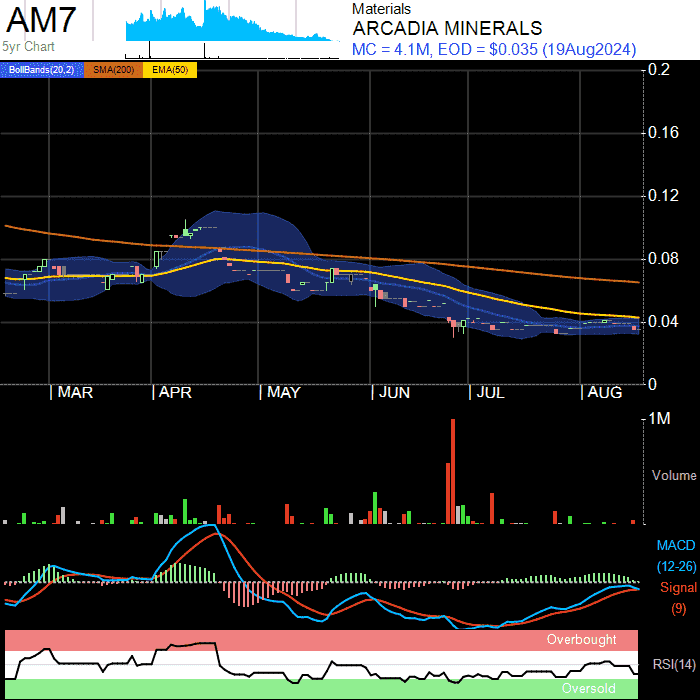 AM7
5yr Chart
Materials
ARCADIA MINERALS
MC = 4.1M, EOD = $0.035 (19Aug2024)
BollBands(20,2) SMA(200) EMA(50)
0.2
0.16
0.12
0.08
0.04
0
MAR APR MAY JUN JUL AUG
1M
Volume
MACD
(12-26)
Signal
(9)
Overbought
RSI(14)
Oversold